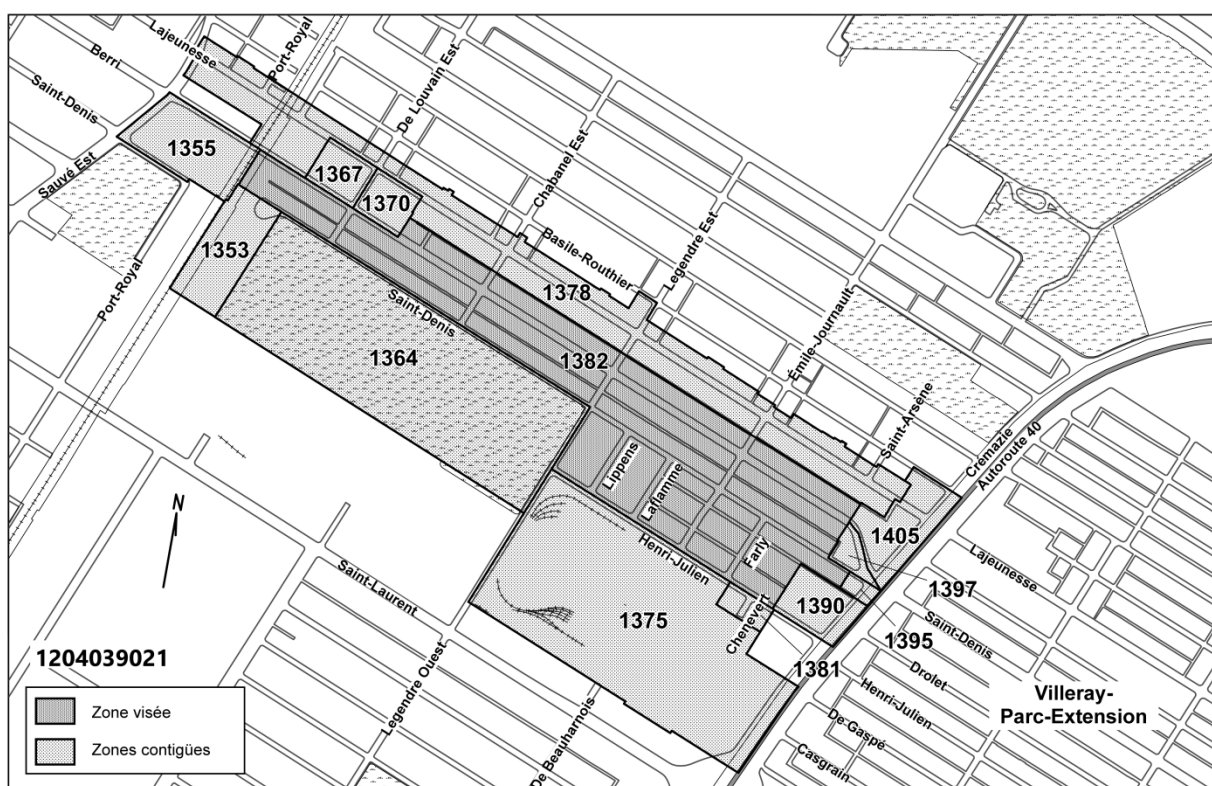 Lajeunesse
Berri
Saint-Denis
Port-Royal
De Louvain Est
Sauvé Est
1355
1367
1370
Chabanel Est
Basile-Routhier
Legendre Est
1353
Port-Royal
Saint-Denis
1378
1364
1382
Émile-Journault
Saint-Arsène
Crémazie
Autoroute 40
Lippens
Laflamme
Farly
Henri-Julien
1405
Lajeunesse
1397
N
Saint-Laurent
1375
Chenevert
1390
Saint-Denis
1395
Drolet
1381
Henri-Julien
De Gaspé
Casgrain
Villeray-
Parc-Extension
Legendre Ouest
De Beauharnois
1204039021
Zone visée
Zones contigües